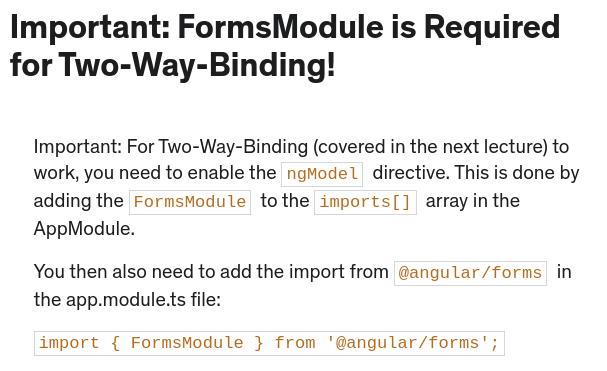 Important: FormsModule is Required
for Two-Way-Binding!
Important: For Two-Way-Binding (covered in the next lecture) to
work, you need to enable the ngModel directive. This is done by
adding the FormsModule to the imports[] array in the
AppModule.
You then also need to add the import from @angular/forms in
the app.module.ts file:
import { FormsModule } from '@angular/forms';